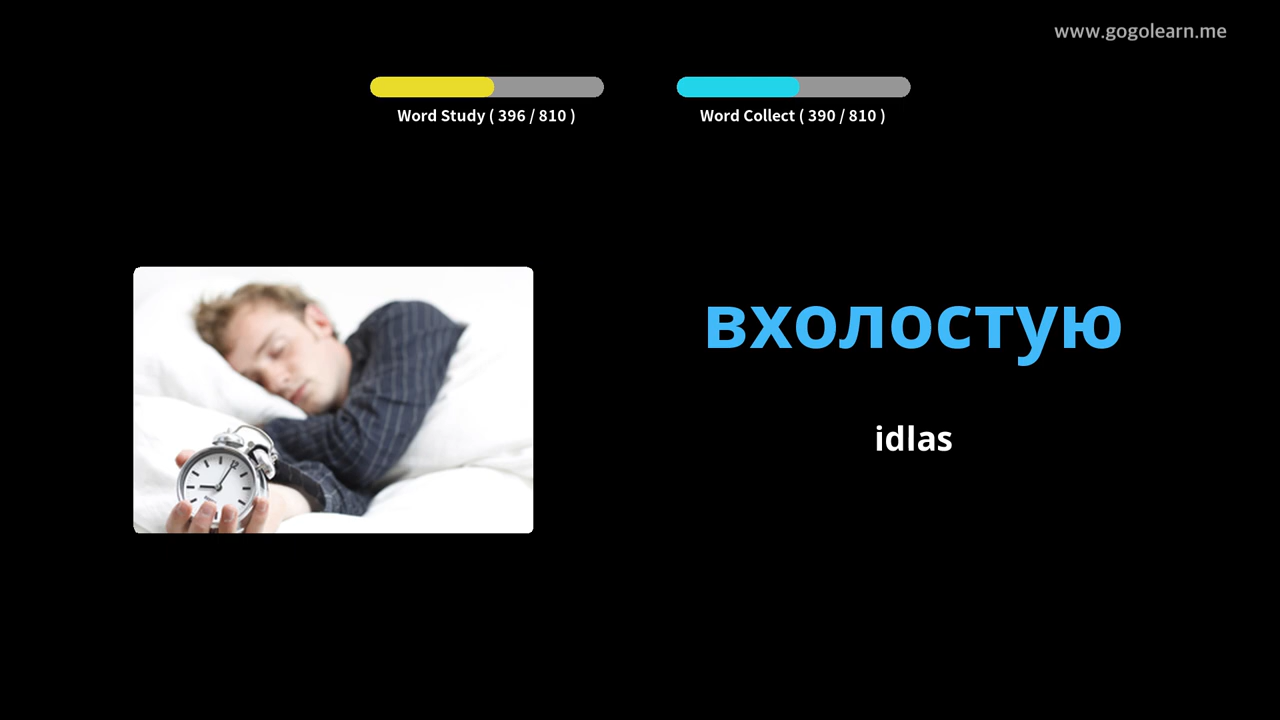 www.gogolearn.me
Word Study ( 396 / 810 )
Word Collect ( 390 / 810 )
вхолостую
idlas